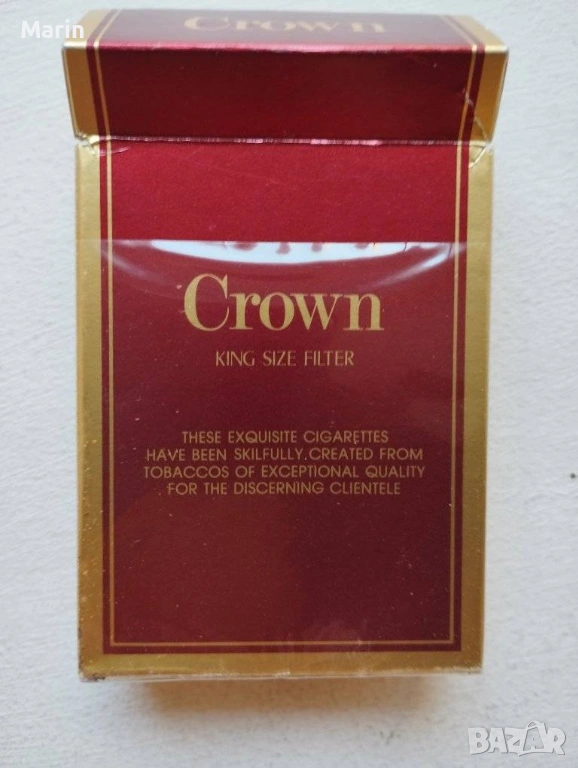 Marin
Crown
Crown
KING SIZE FILTER
THESE EXQUISITE CIGARETTES
HAVE BEEN SKILFULLY.CREATED FROM
TOBACCOS OF EXCEPTIONAL QUALITY
FOR THE DISCERNING CLIENTELE
BAZAR